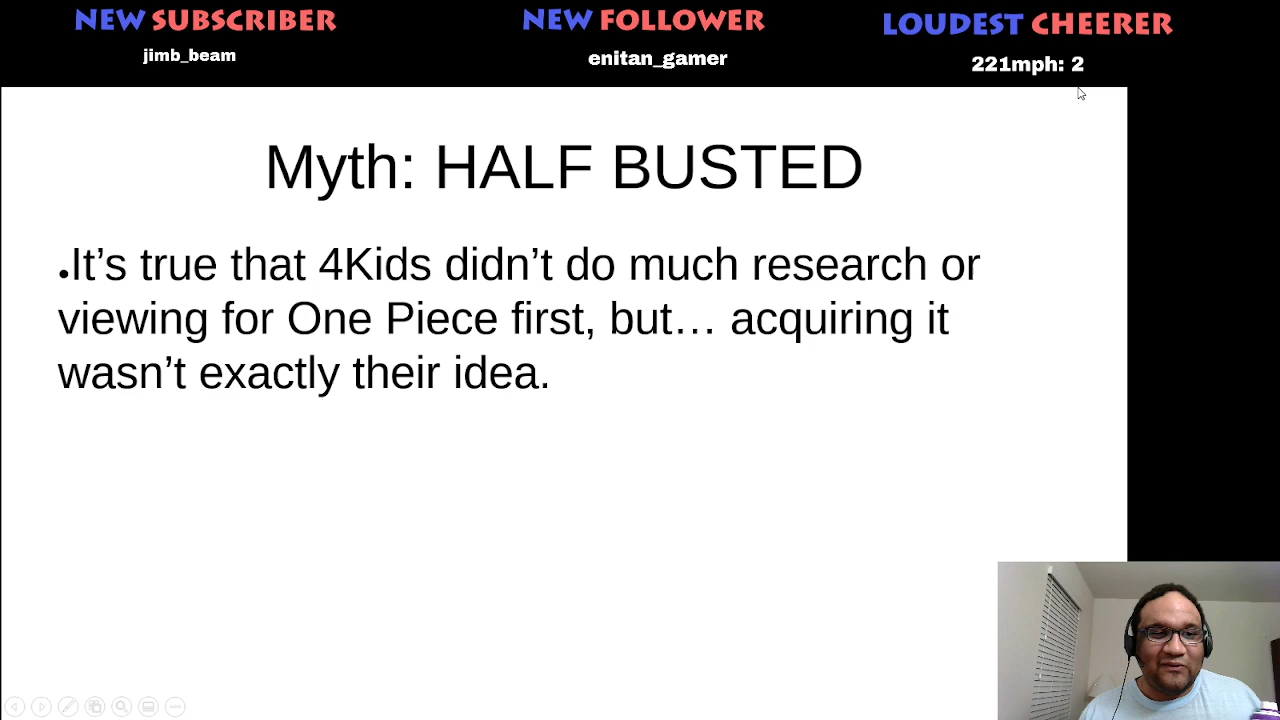 NEW SUBSCRIBER
jimb_beam
NEW FOLLOWER
enitan_gamer
LOUDEST CHEERER
221mph: 2
Myth: HALF BUSTED
•It’s true that 4Kids didn’t do much research or
viewing for One Piece first, but… acquiring it
wasn’t exactly their idea.